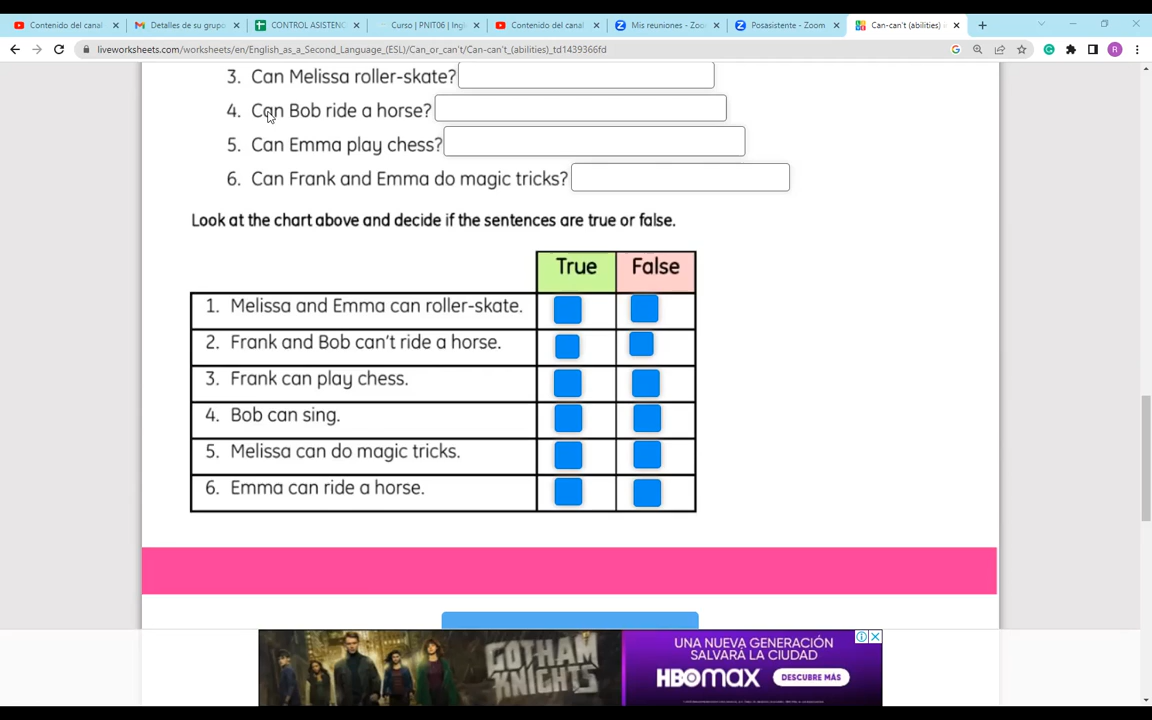 Contenido del canal
Detalles de su grupo
CONTROL ASISTENC
Curso | PNIT06 | Ingl
Contenido del canal
Mis reuniones - Zoo
Posasistente - Zoom
Can-can't (abilities)
liveworksheets.com/worksheets/en/English_as_a_Second_Language_(ESL)/Can_or_can't/Can-can't_(abilities)_td1439366fd
R
3. Can Melissa roller-skate?
4. Can Bob ride a horse?
5. Can Emma play chess?
6. Can Frank and Emma do magic tricks?
Look at the chart above and decide if the sentences are true or false.
True False
1. Melissa and Emma can roller-skate.
2. Frank and Bob can't ride a horse.
3. Frank can play chess.
4. Bob can sing.
5. Melissa can do magic tricks.
6. Emma can ride a horse.
GOTHAM
KNIGHTS
UNA NUEVA GENERACIÓN
SALVARÁ LA CIUDAD
HBOmax
DESCUBRE MÁS